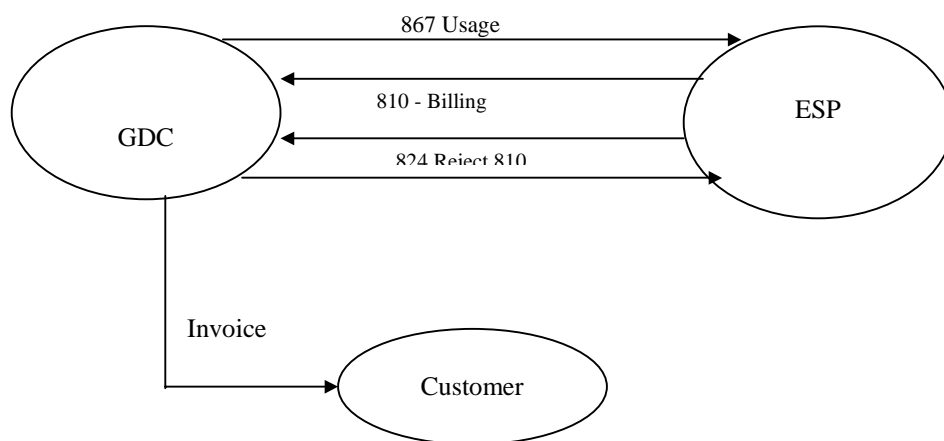 867 Usage
810 - Billing
ESP
GDC
824 Reject 810
Invoice
Customer